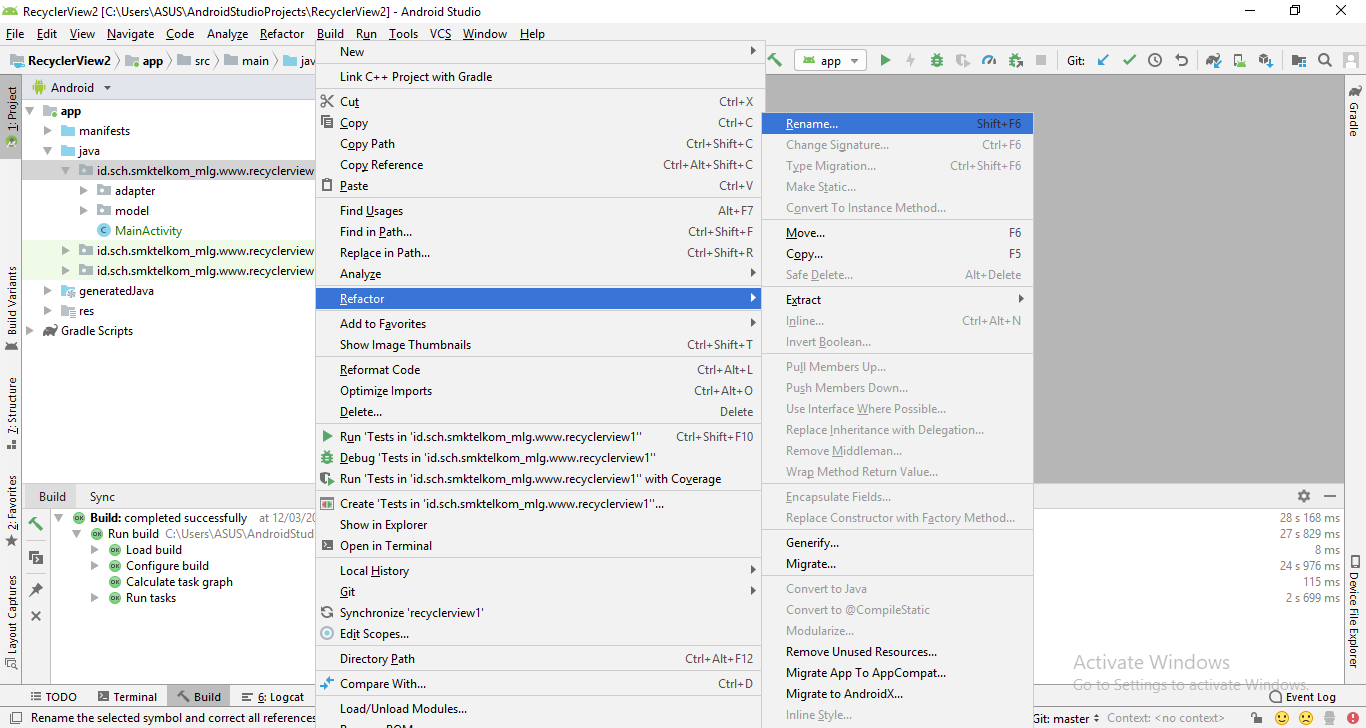 RecyclerView2 [C:\Users\ASUS\AndroidStudioProjects\RecyclerView2] - Android Studio
File Edit View Navigate Code Analyze Refactor Build Run Tools VCS Window Help
RecyclerView2 app src main jav
app Git:
1: Project
Build Variants
7: Structure
2: Favorites
Layout Captures
Android
app
manifests
java
id.sch.smktelkom_mlg.www.recyclerview
adapter
model
MainActivity
id.sch.smktelkom_mlg.www.recyclerview
id.sch.smktelkom_mlg.www.recyclerview
generatedJava
res
Gradle Scripts
New
Link C++ Project with Gradle
Cut Ctrl+X
Copy Ctrl+C
Copy Path Ctrl+Shift+C
Copy Reference Ctrl+Alt+Shift+C
Paste Ctrl+V
Find Usages Alt+F7
Find in Path... Ctrl+Shift+F
Replace in Path... Ctrl+Shift+R
Analyze
Refactor
Add to Favorites
Show Image Thumbnails Ctrl+Shift+T
Reformat Code Ctrl+Alt+L
Optimize Imports Ctrl+Alt+O
Delete... Delete
Run 'Tests in 'id.sch.smktelkom_mlg.www.recyclerview1'' Ctrl+Shift+F10
Debug 'Tests in 'id.sch.smktelkom_mlg.www.recyclerview1''
Run 'Tests in 'id.sch.smktelkom_mlg.www.recyclerview1'' with Coverage
Create 'Tests in 'id.sch.smktelkom_mlg.www.recyclerview1''...
Show in Explorer
Open in Terminal
Local History
Git
Synchronize 'recyclerview1'
Edit Scopes...
Directory Path Ctrl+Alt+F12
Compare With... Ctrl+D
Load/Unload Modules...
Rename... Shift+F6
Change Signature... Ctrl+F6
Type Migration... Ctrl+Shift+F6
Make Static...
Convert To Instance Method...
Move... F6
Copy... F5
Safe Delete... Alt+Delete
Extract
Inline... Ctrl+Alt+N
Invert Boolean...
Pull Members Up...
Push Members Down...
Use Interface Where Possible...
Replace Inheritance with Delegation...
Remove Middleman...
Wrap Method Return Value...
Encapsulate Fields...
Replace Constructor with Factory Method...
Generify...
Migrate...
Convert to Java
Convert to @CompileStatic
Modularize...
Remove Unused Resources...
Migrate App To AppCompat...
Migrate to AndroidX...
Inline Style...
Gradle
Device File Explorer
Build Sync
Build: completed successfully at 12/03/20
Run build C:\Users\ASUS\AndroidStud
Load build
Configure build
Calculate task graph
Run tasks
28 s 168 ms
27 s 829 ms
8 ms
24 s 976 ms
115 ms
2 s 699 ms
Activate Windows
Go to Settings to activate Windows.
TODO Terminal Build 6: Logcat Event Log
Rename the selected symbol and correct all references Git: master Context: <no context>